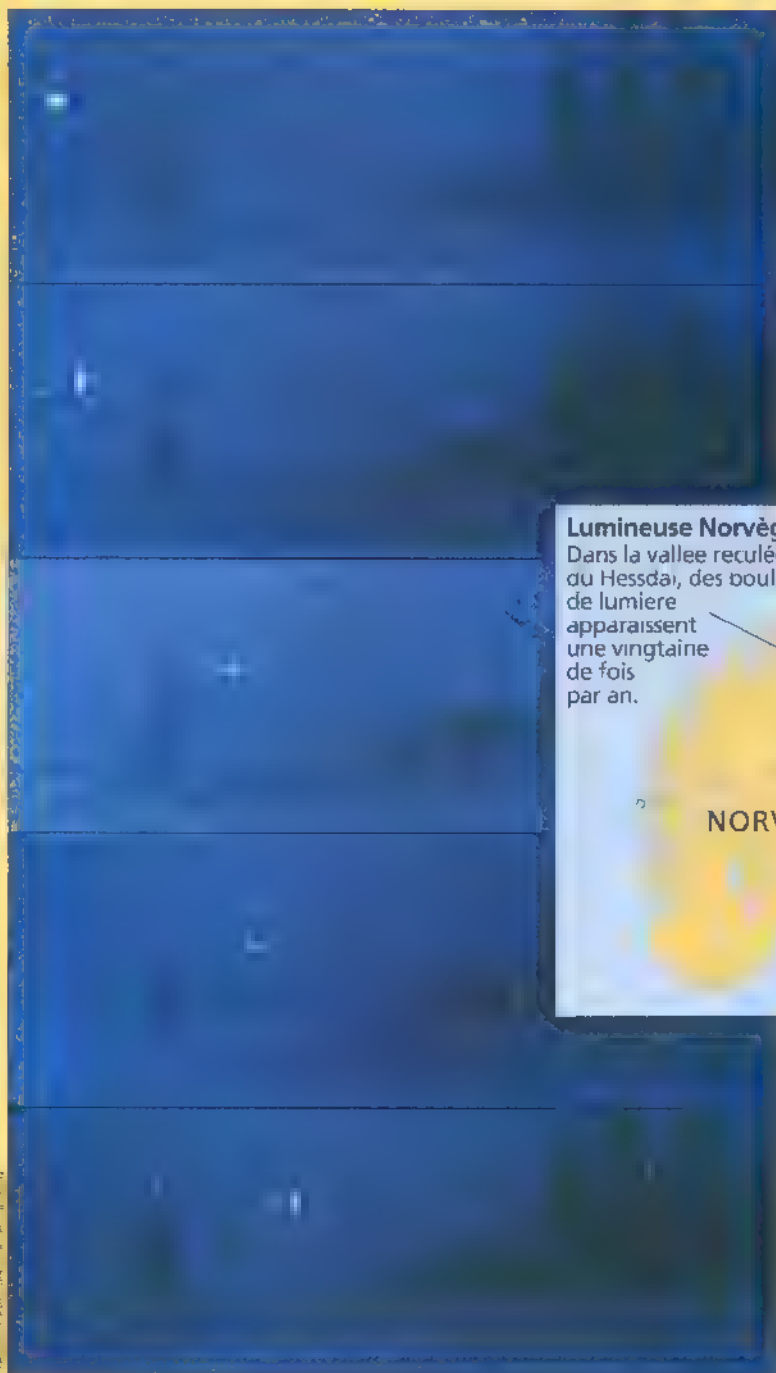 Lumineuse Norvèg
Dans la vallee reculé
du Hessdal, des boul
de lumiere
apparaissent
une vingtaine
de fois
par an.
NORV